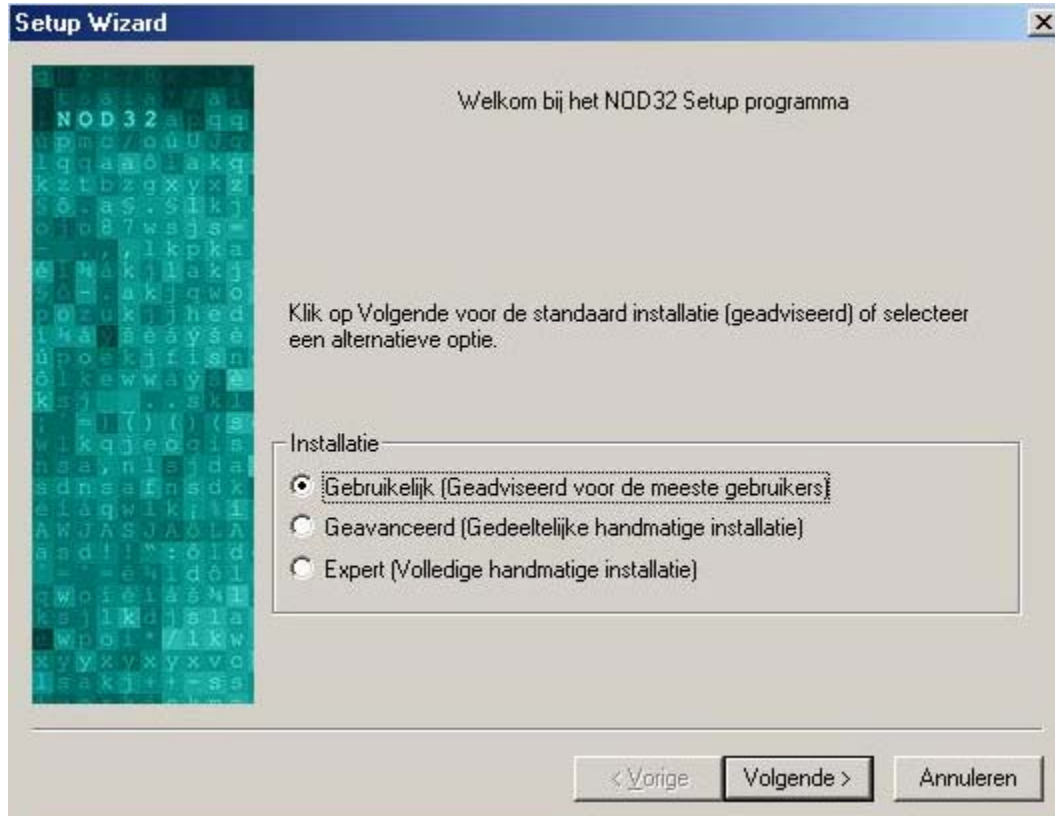 Setup Wizard
NOD32
Welkom bij het NOD32 Setup programma
Klik op Volgende voor de standaard installatie (geadviseerd) of selecteer
een alternatieve optie.
Installatie
Gebruikelijk (Geadviseerd voor de meeste gebruikers)
Geavanceerd (Gedeeltelijke handmatige installatie)
Expert (Volledige handmatige installatie)
< Vorige
Volgende >
Annuleren